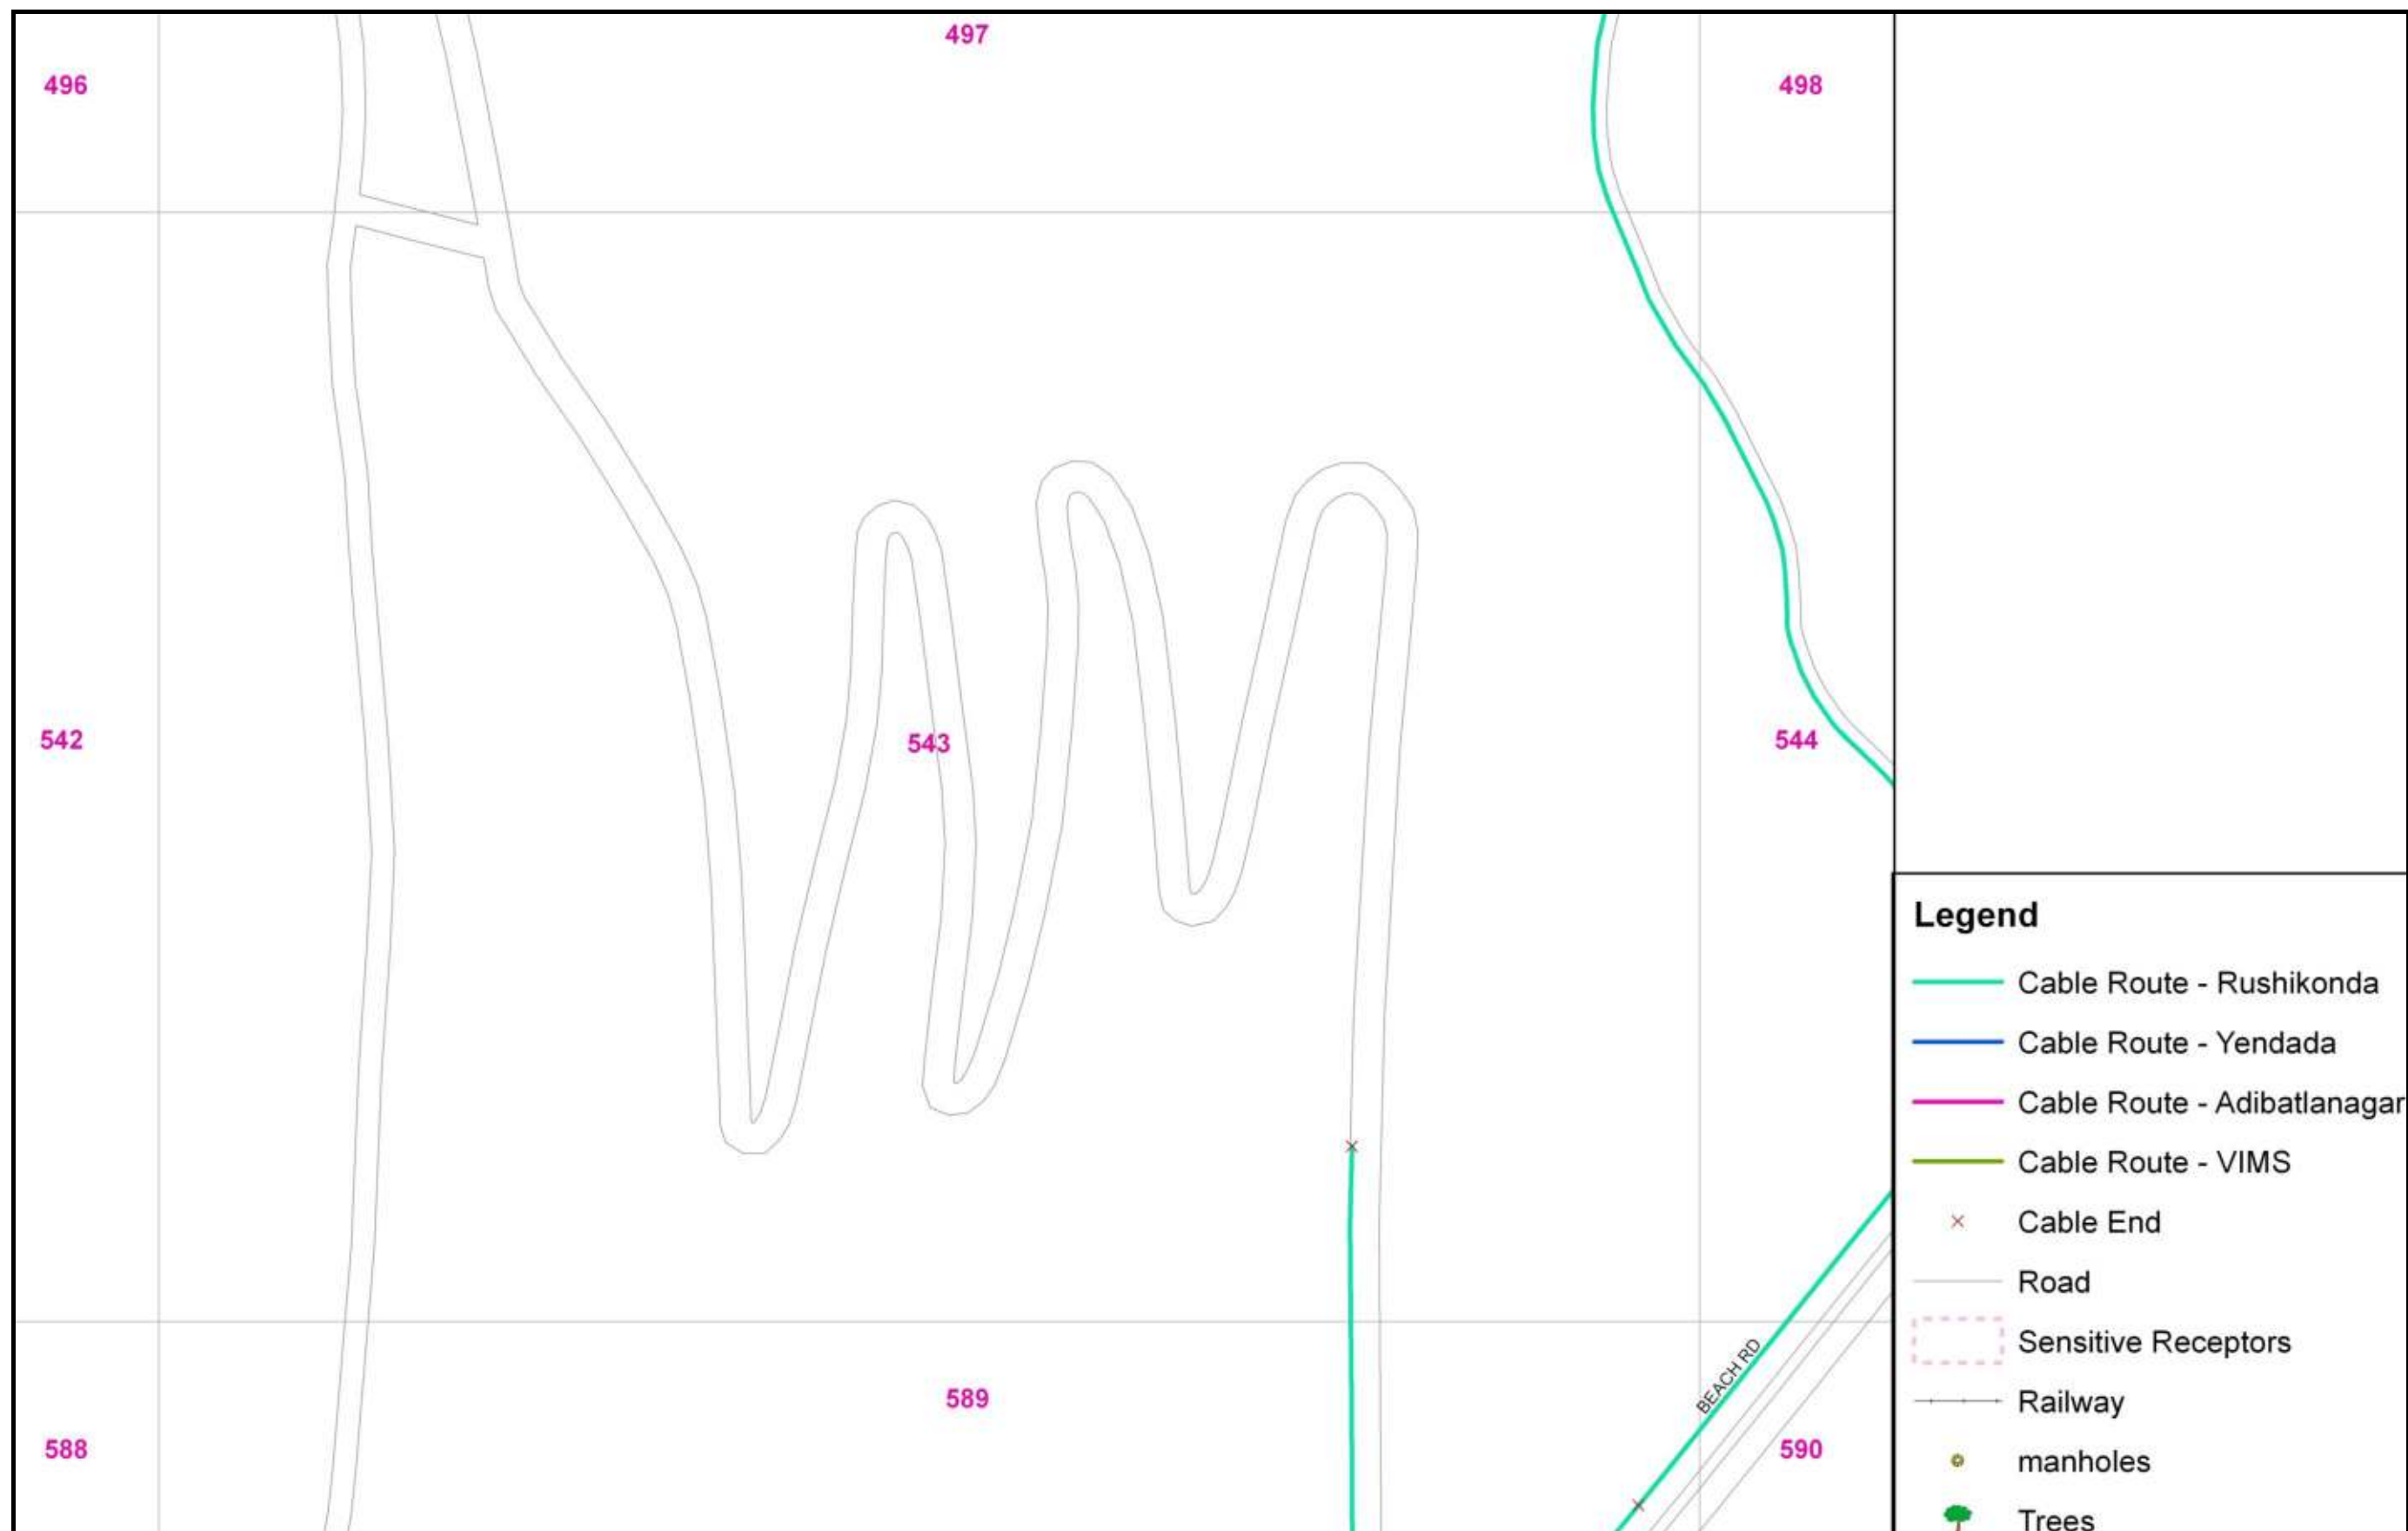 497
496
498
542
543
544
BEACH RD
589
588
590
Legend
Cable Route - Rushikonda
Cable Route - Yendada
Cable Route - Adibatlanagar
Cable Route - VIMS
Cable End
Road
Sensitive Receptors
Railway
manholes
Trees